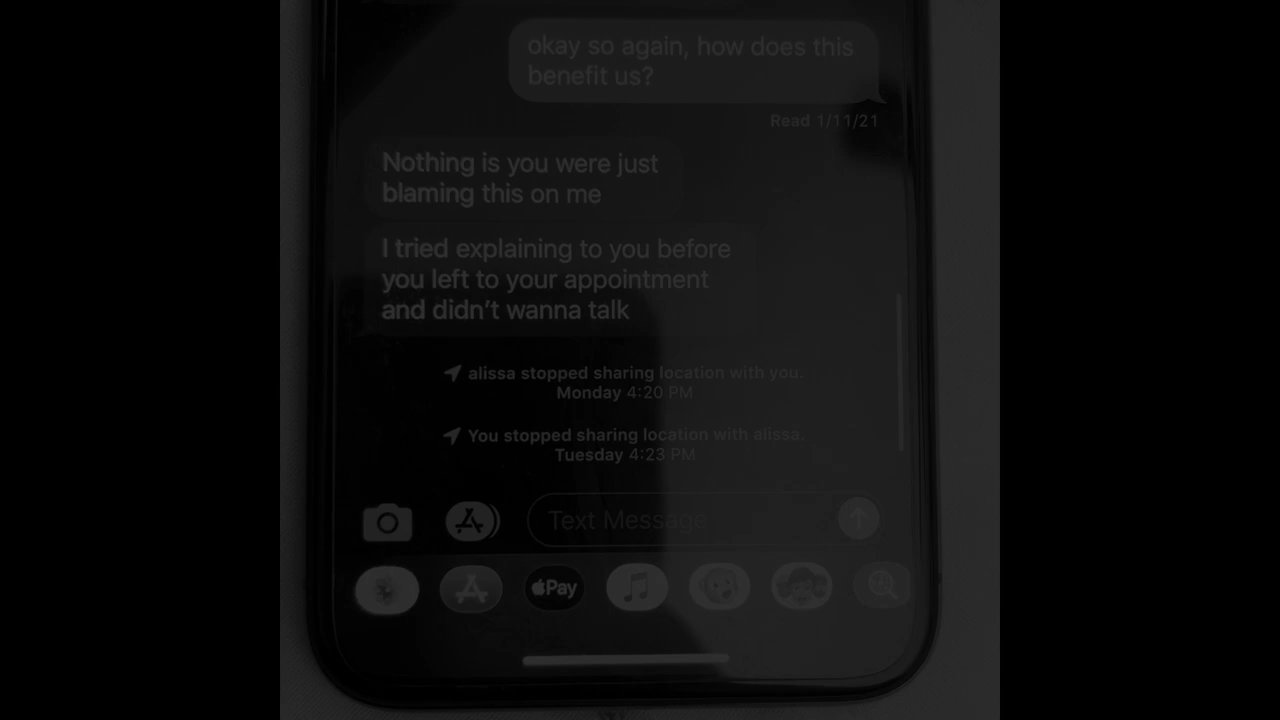 okay so again, how does this
benefit us?
Read 1/11/21
Nothing is you were just
blaming this on me
I tried explaining to you before
you left to your appointment
and didn't wanna talk
alissa stopped sharing location with you.
Monday 4:20 PM
You stopped sharing location with alissa.
Tuesday 4:23 PM
Text Message
Pay